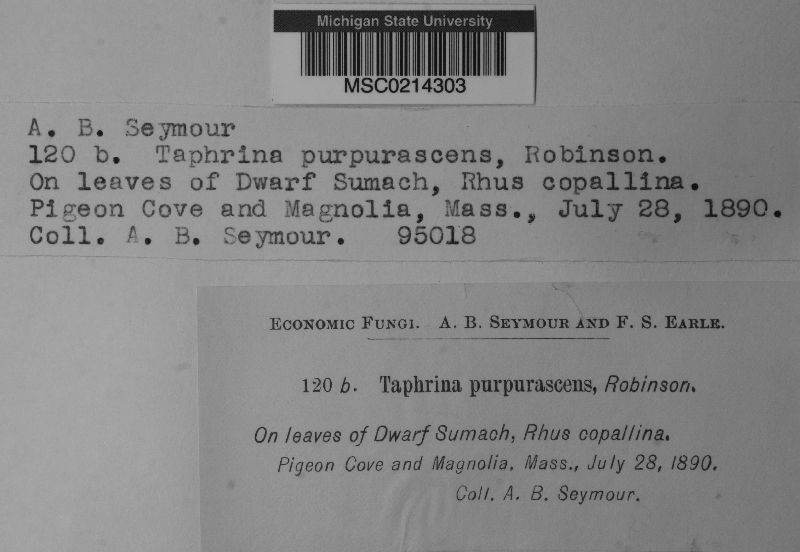 Michigan State University
MSC0214303
A. B. Seymour
120 b. Taphrina purpurascens, Robinson.
On leaves of Dwarf Sumach, Rhus copallina.
Pigeon Cove and Magnolia, Mass., July 28, 1890.
Coll. A. B. Seymour. 95018
ECONOMIC FUNGI. A. B. SEYMOUR AND F. S. EARLE.
120 b. Taphrina purpurascens, Robinson.
On leaves of Dwarf Sumach, Rhus copallina.
Pigeon Cove and Magnolia, Mass., July 28, 1890.
Coll. A. B. Seymour.